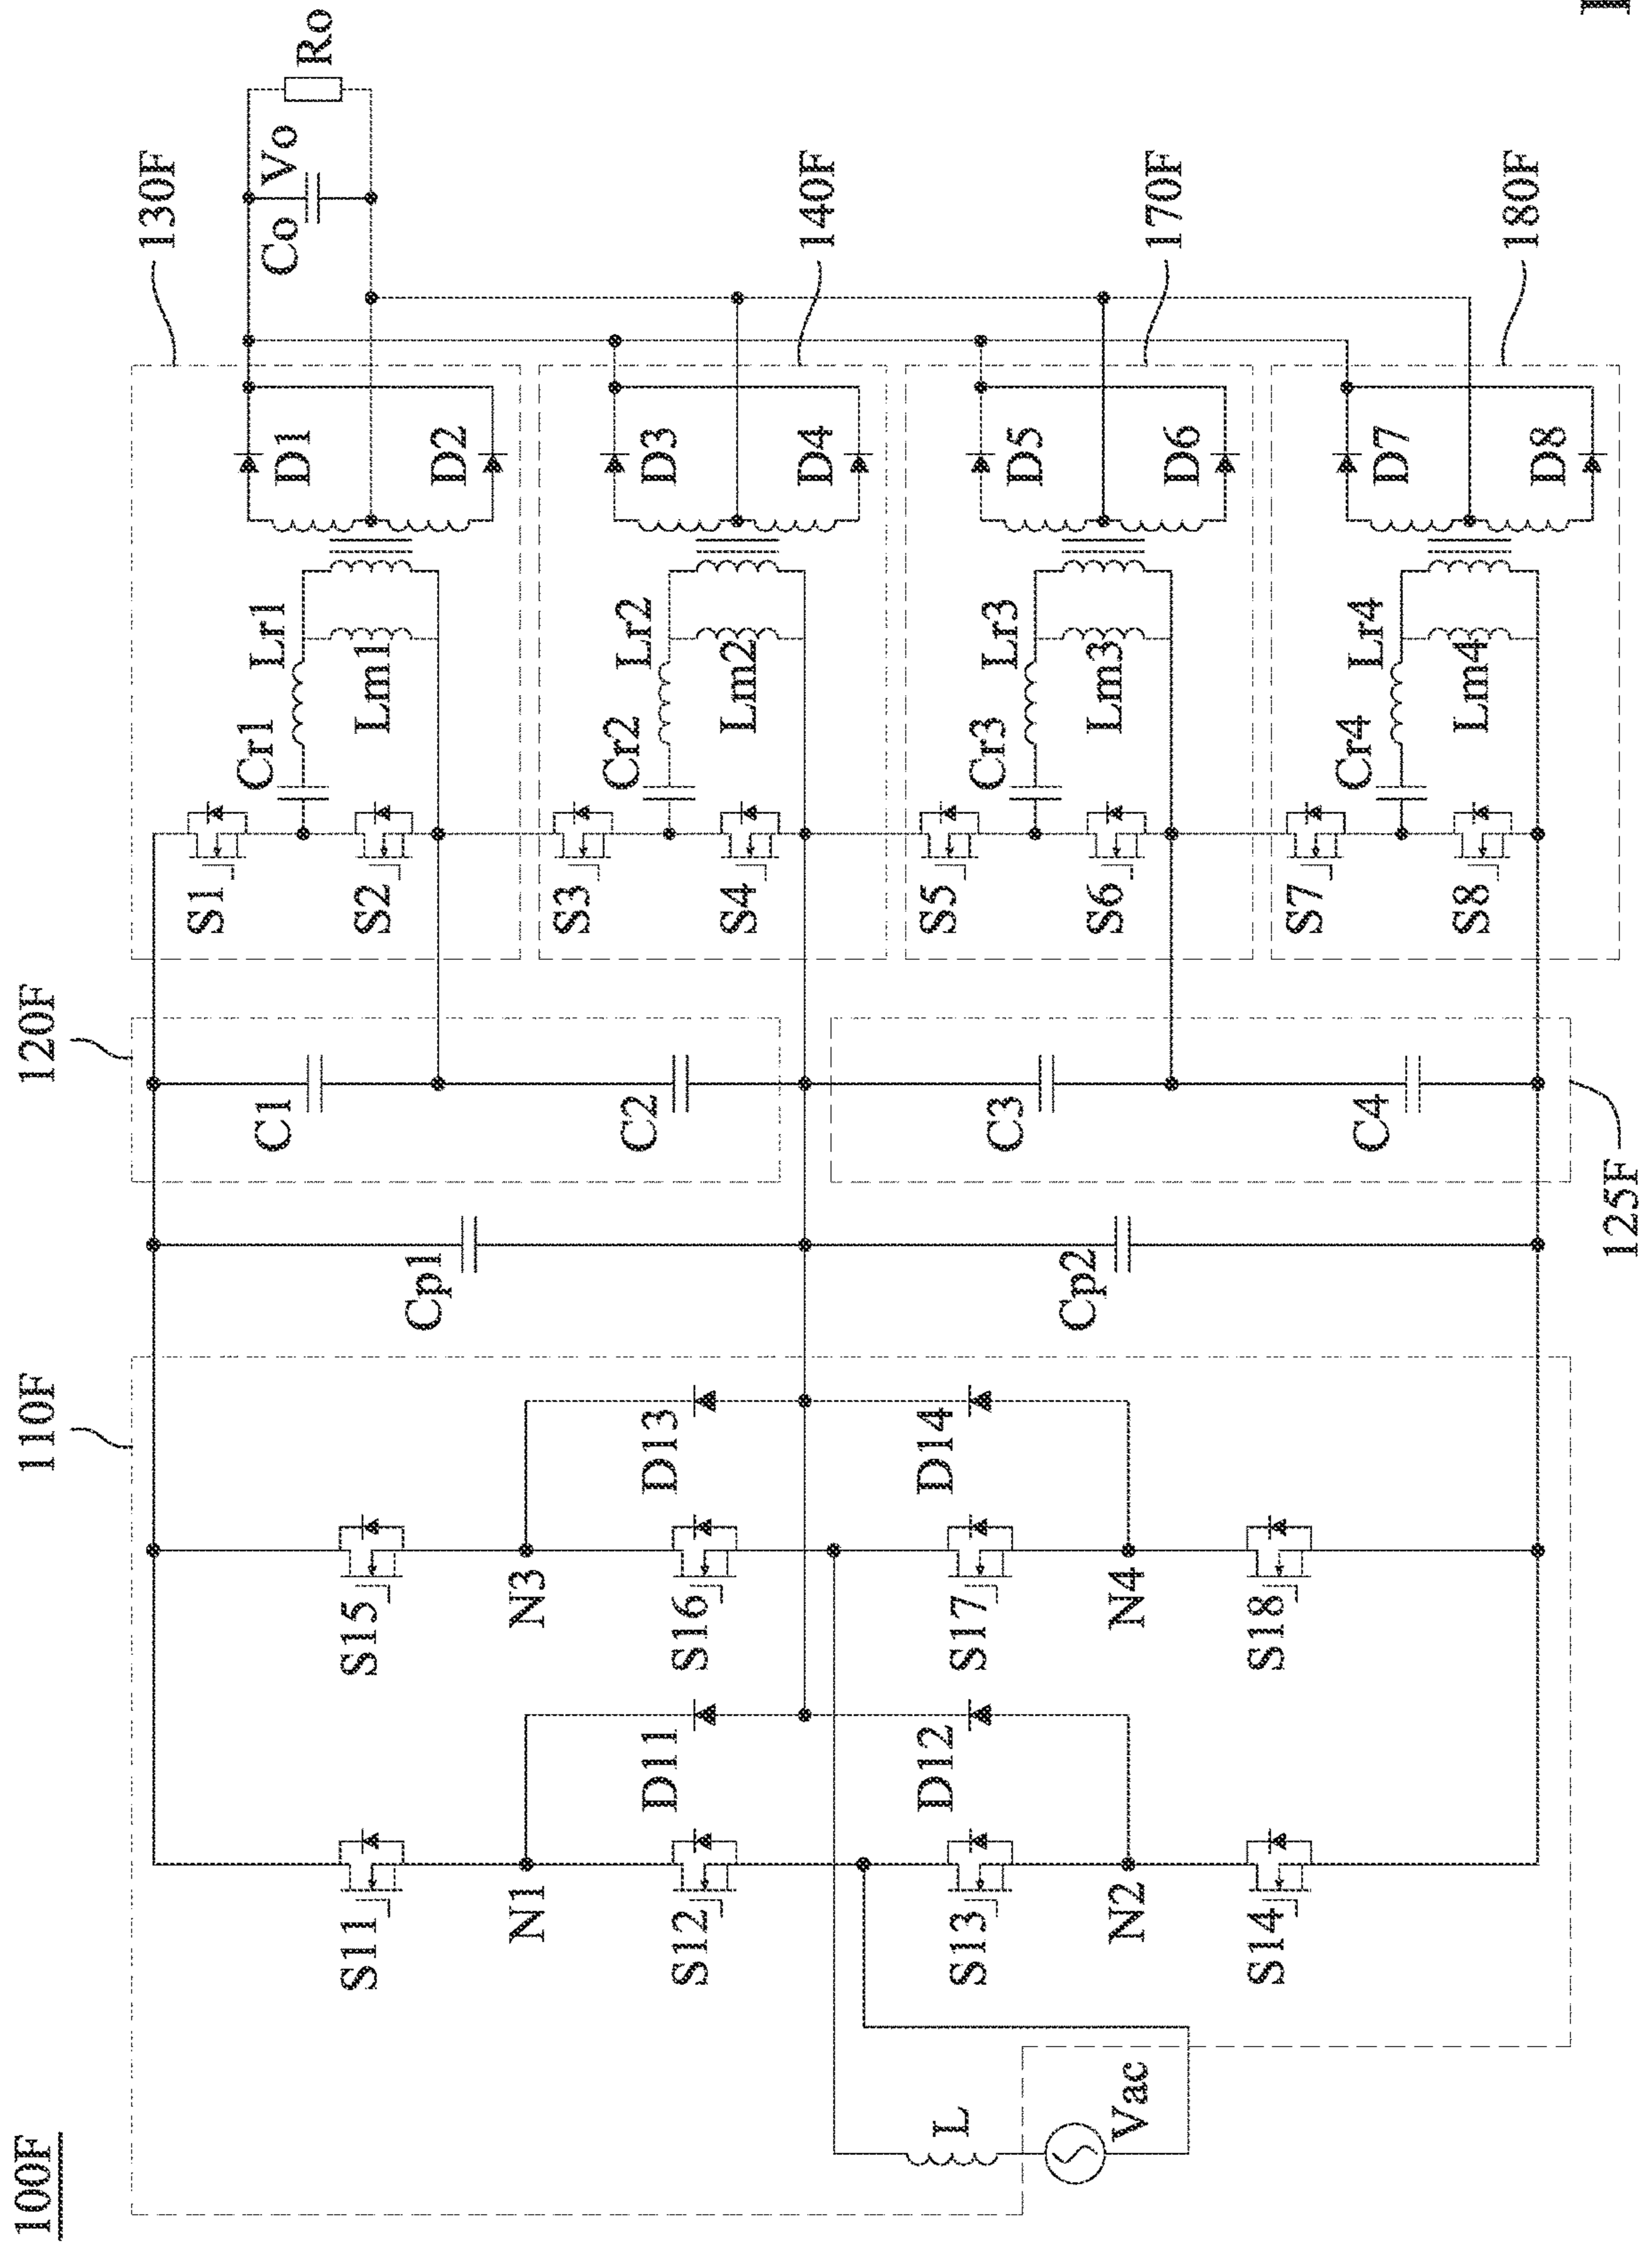 100F
110F
120F
130F
S11
S15
Cp1
C1
S1
Cr1
Lr1
D1
Co
Vo
Ro
N1
N3
S2
Lm1
D2
S12
D11
S16
D13
C2
S3
Cr2
Lr2
D3
S4
Lm2
D4
140F
L
S13
D12
S17
D14
Cp2
C3
S5
Cr3
Lr3
D5
Vac
N2
N4
S6
Lm3
D6
170F
S14
S18
C4
S7
Cr4
Lr4
D7
S8
Lm4
D8
180F
125F